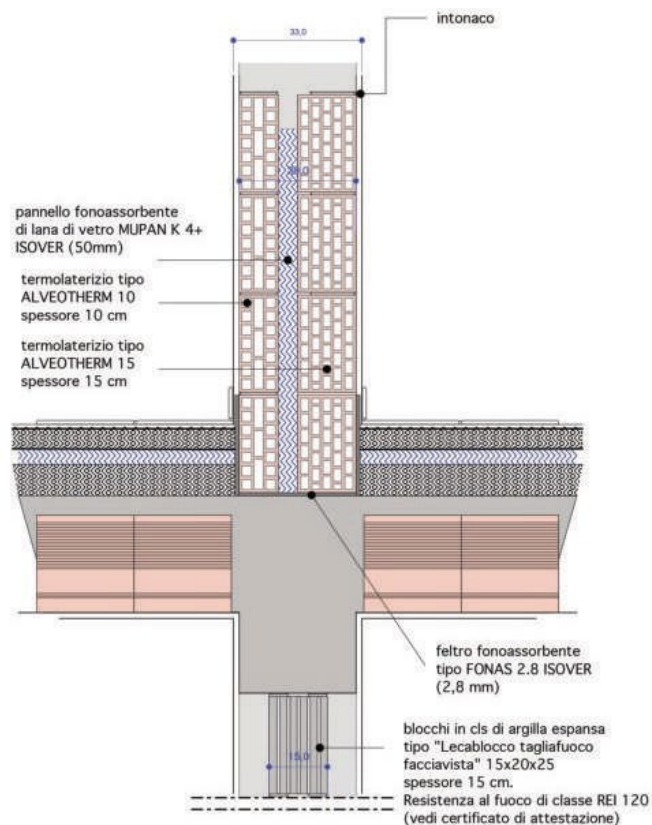 33,0
intonaco
pannello fonoassorbente
di lana di vetro MUPAN K 4+
ISOVER (50mm)
termolaterizio tipo
ALVEOTHERM 10
spessore 10 cm
termolaterizio tipo
ALVEOTHERM 15
spessore 15 cm
feltro fonoassorbente
tipo FONAS 2.8 ISOVER
(2,8 mm)
15,0
blocchi in cls di argilla espansa
tipo "Lecablocco tagliafuoco
facciavista" 15x20x25
spessore 15 cm.
Resistenza al fuoco di classe REI 120
(vedi certificato di attestazione)